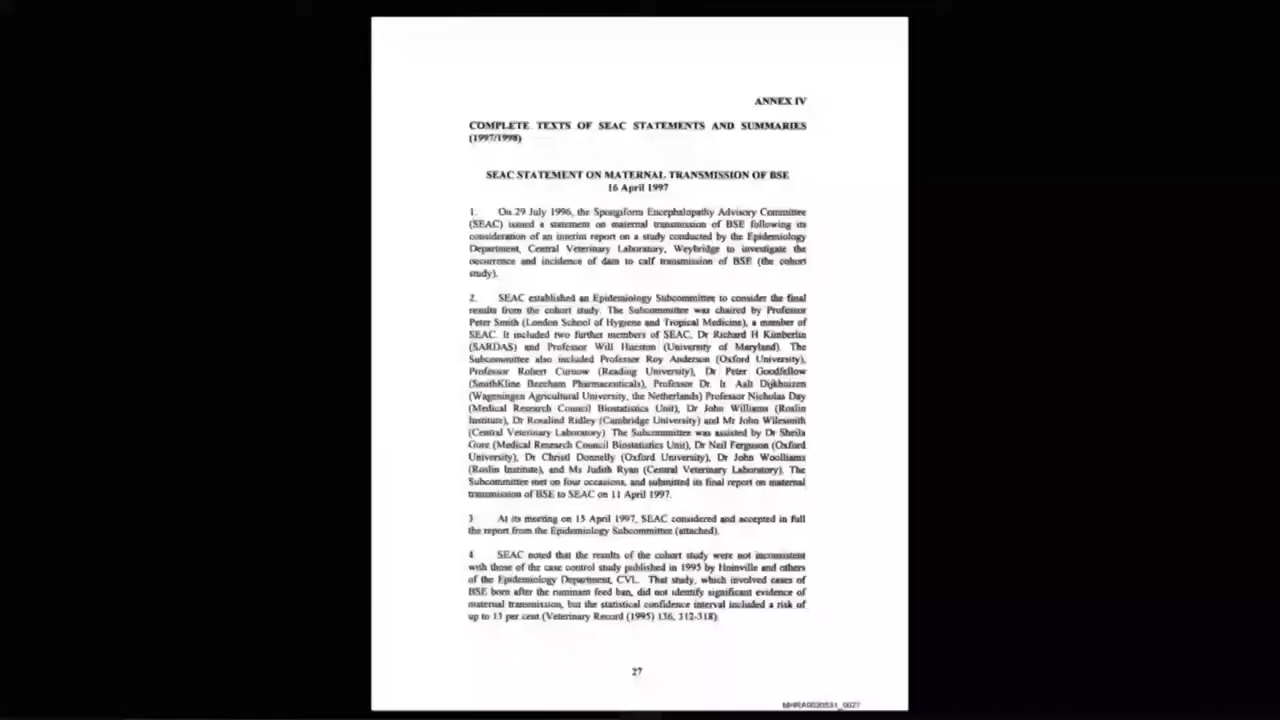 ANNEX IV
COMPLETE TEXTS OF SEAC STATEMENTS AND SUMMARIES
(1997/1998)
SEAC STATEMENT ON MATERNAL TRANSMISSION OF BSE
16 April 1997
1. On 29 July 1996, the Spongiform Encephalopathy Advisory Committee
(SEAC) issued a statement on maternal transmission of BSE following its
consideration of an interim report on a study conducted by the Epidemiology
Department, Central Veterinary Laboratory, Weybridge to investigate the
occurrence and incidence of dam to calf transmission of BSE (the cohort
study).
2. SEAC established an Epidemiology Subcommittee to consider the final
results from the cohort study. The Subcommittee was chaired by Professor
Peter Smith (London School of Hygiene and Tropical Medicine), a member of
SEAC. It included two further members of SEAC, Dr Richard H Kimberlin
(SARDAS) and Professor Will Hueston (University of Maryland). The
Subcommittee also included Professor Roy Anderson (Oxford University),
Professor Robert Curnow (Reading University), Dr Peter Goodfellow
(SmithKline Beecham Pharmaceuticals), Professor Dr. Ir Aalt Dijkhuizen
(Wageningen Agricultural University, the Netherlands) Professor Nicholas Day
(Medical Research Council Biostatistics Unit), Dr John Williams (Roslin
Institute), Dr Rosalind Ridley (Cambridge University) and Mr John Wilesmith
(Central Veterinary Laboratory) The Subcommittee was assisted by Dr Sheila
Gore (Medical Research Council Biostatistics Unit), Dr Neil Ferguson (Oxford
University), Dr Christl Donnelly (Oxford University), Dr John Woolliams
(Roslin Institute), and Ms Judith Ryan (Central Veterinary Laboratory). The
Subcommittee met on four occasions, and submitted its final report on maternal
transmission of BSE to SEAC on 11 April 1997.
3 At its meeting on 15 April 1997, SEAC considered and accepted in full
the report from the Epidemiology Subcommittee (attached).
4 SEAC noted that the results of the cohort study were not inconsistent
with those of the case control study published in 1995 by Hoinville and others
of the Epidemiology Department, CVL. That study, which involved cases of
BSE born after the ruminant feed ban, did not identify significant evidence of
maternal transmission, but the statistical confidence interval included a risk of
up to 13 per cent (Veterinary Record (1995) 136, 312-318).
27
MHRA0020531_0027